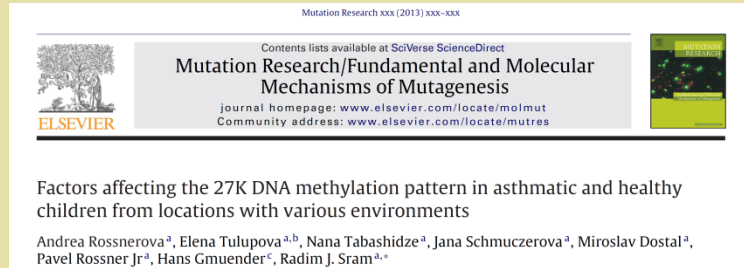 Mutation Research xxx (2013) xxx–xxx
Contents lists available at SciVerse ScienceDirect
Mutation Research/Fundamental and Molecular
Mechanisms of Mutagenesis
journal homepage: www.elsevier.com/locate/molmut
Community address: www.elsevier.com/locate/mutres
ELSEVIER
MUTATION
RESEARCH
Factors affecting the 27K DNA methylation pattern in asthmatic and healthy
children from locations with various environments
Andrea Rossnerova a, Elena Tulupova a,b, Nana Tabashidze a, Jana Schmuczerova a, Miroslav Dostal a,
Pavel Rossner Jr a, Hans Gmuender c, Radim J. Sram a,*